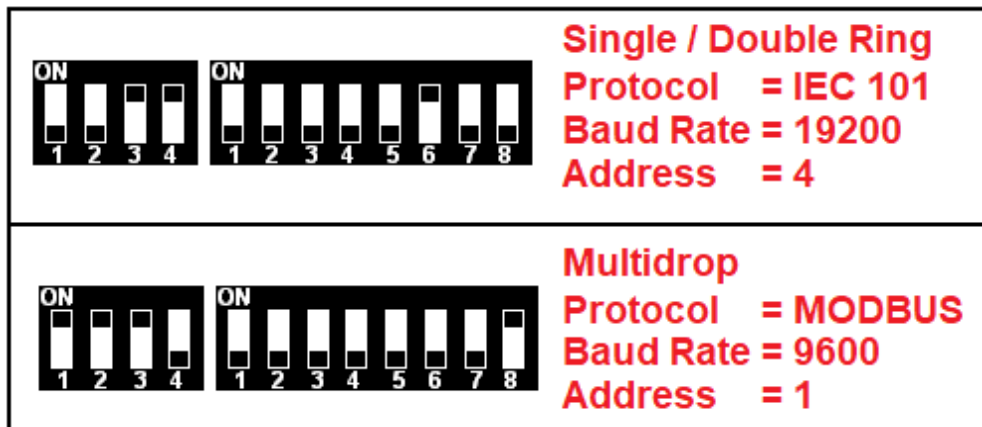 ON ON
1 2 3 4 1 2 3 4 5 6 7 8
Single / Double Ring
Protocol = IEC 101
Baud Rate = 19200
Address = 4
ON ON
1 2 3 4 1 2 3 4 5 6 7 8
Multidrop
Protocol = MODBUS
Baud Rate = 9600
Address = 1